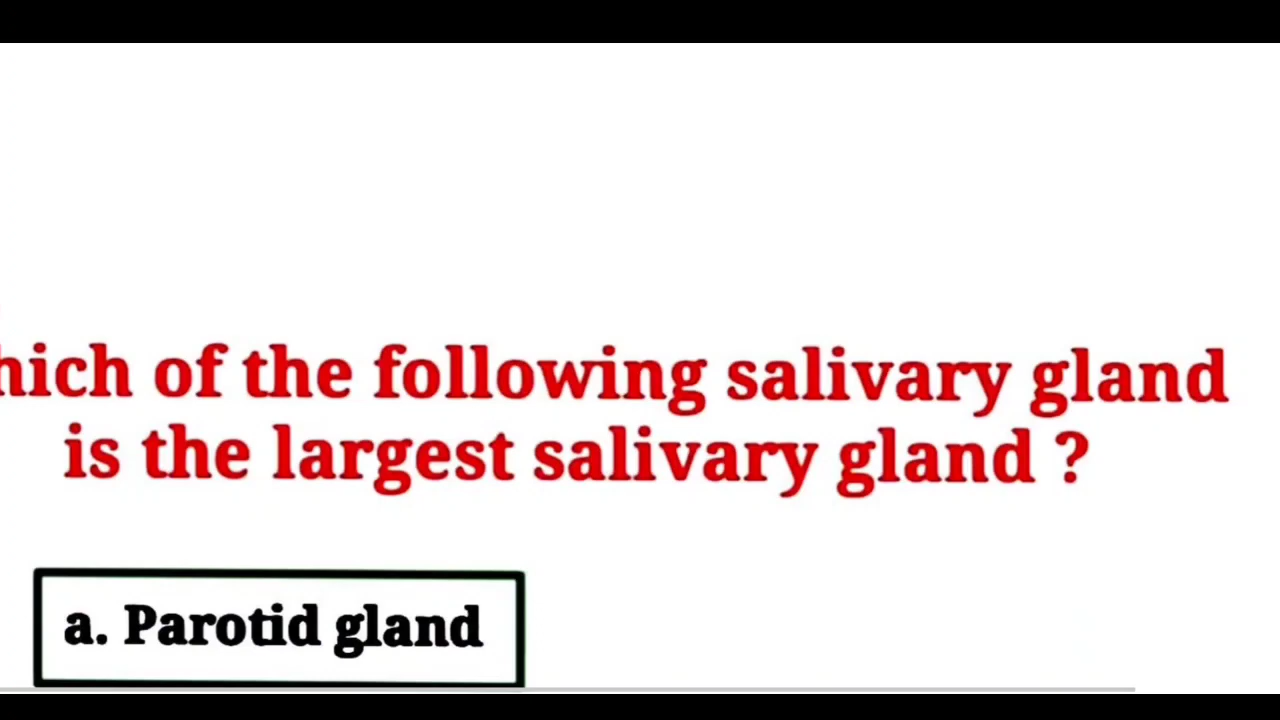 hich of the following salivary gland
is the largest salivary gland ?
a. Parotid gland